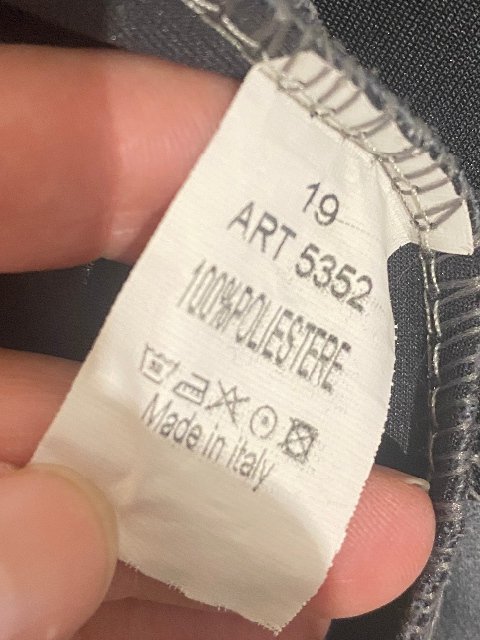 19
ART 5352
100%POLIESTERE
Made in italy